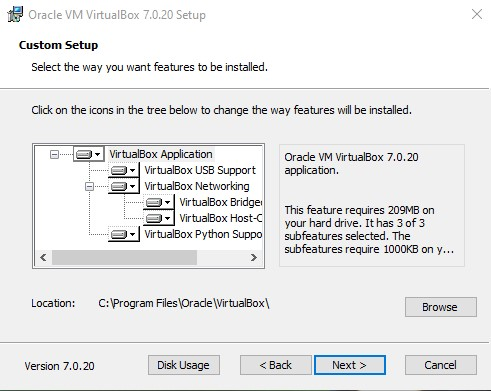 Oracle VM VirtualBox 7.0.20 Setup
Custom Setup
Select the way you want features to be installed.
Click on the icons in the tree below to change the way features will be installed.
VirtualBox Application
VirtualBox USB Support
VirtualBox Networking
VirtualBox Bridge
VirtualBox Host-C
VirtualBox Python Suppo
Oracle VM VirtualBox 7.0.20
application.
This feature requires 209MB on
your hard drive. It has 3 of 3
subfeatures selected. The
subfeatures require 1000KB on y...
Location: C:\Program Files\Oracle\VirtualBox\
Browse
Version 7.0.20
Disk Usage
< Back
Next >
Cancel